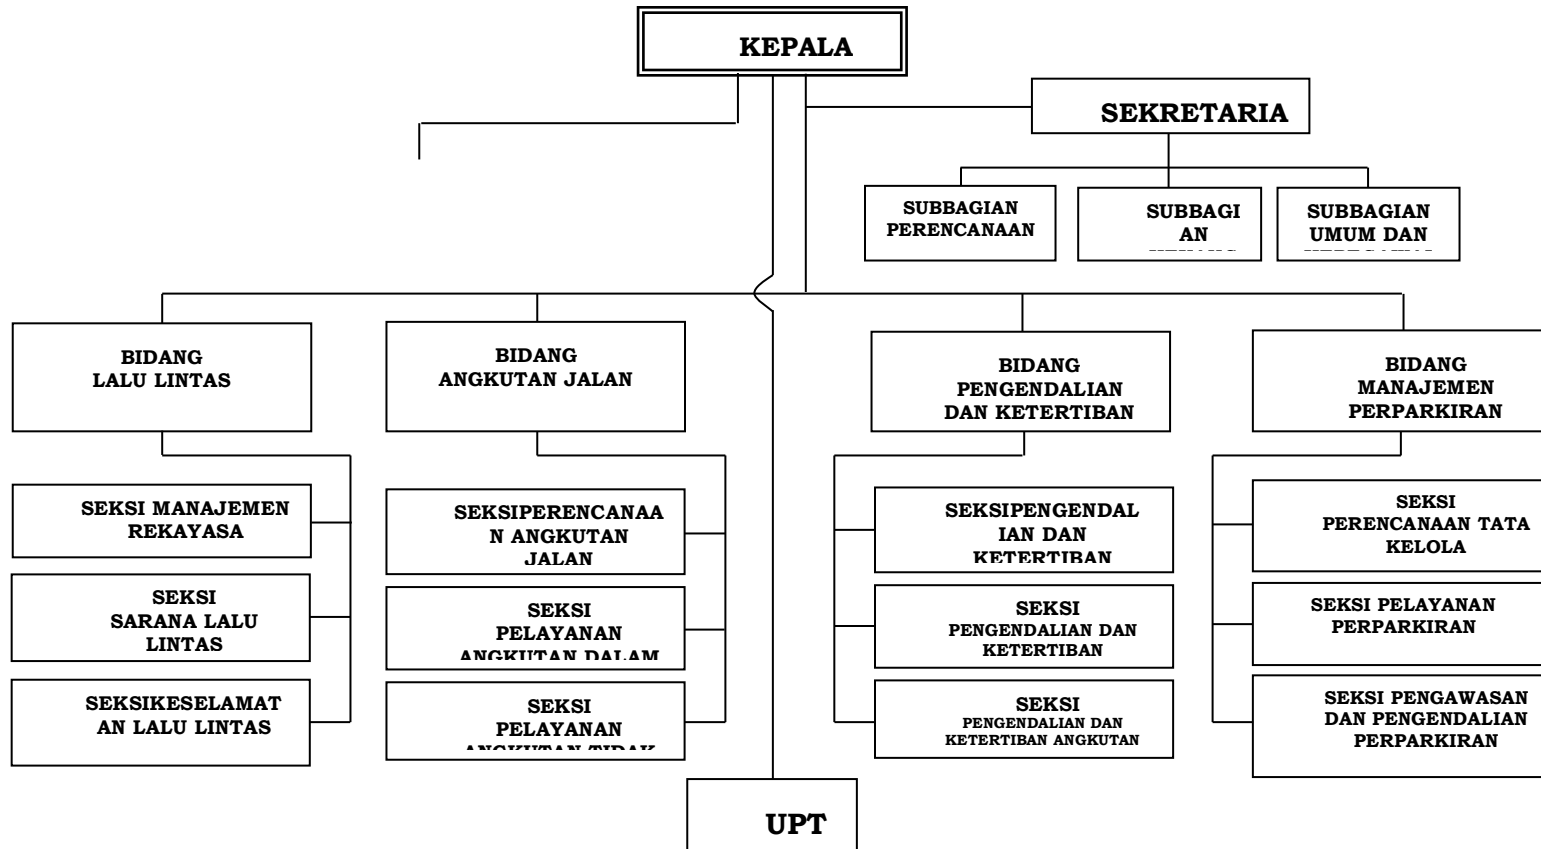 KEPALA
SEKRETARIA
SUBBAGIAN
PERENCANAAN
SUBBAGI
AN
SUBBAGIAN
UMUM DAN
BIDANG
LALU LINTAS
BIDANG
ANGKUTAN JALAN
BIDANG
PENGENDALIAN
DAN KETERTIBAN
BIDANG
MANAJEMEN
PERPARKIRAN
SEKSI MANAJEMEN
REKAYASA
SEKSI
SARANA LALU
LINTAS
SEKSIKESELAMAT
AN LALU LINTAS
SEKSIPERENCANAA
N ANGKUTAN
JALAN
SEKSI
PELAYANAN
ANGKUTAN DALAM
SEKSI
PELAYANAN
ANGKUTAN TIDAK
SEKSIPENGENDAL
IAN DAN
KETERTIBAN
SEKSI
PENGENDALIAN DAN
KETERTIBAN
SEKSI
PENGENDALIAN DAN
KETERTIBAN ANGKUTAN
SEKSI
PERENCANAAN TATA
KELOLA
SEKSI PELAYANAN
PERPARKIRAN
SEKSI PENGAWASAN
DAN PENGENDALIAN
PERPARKIRAN
UPT